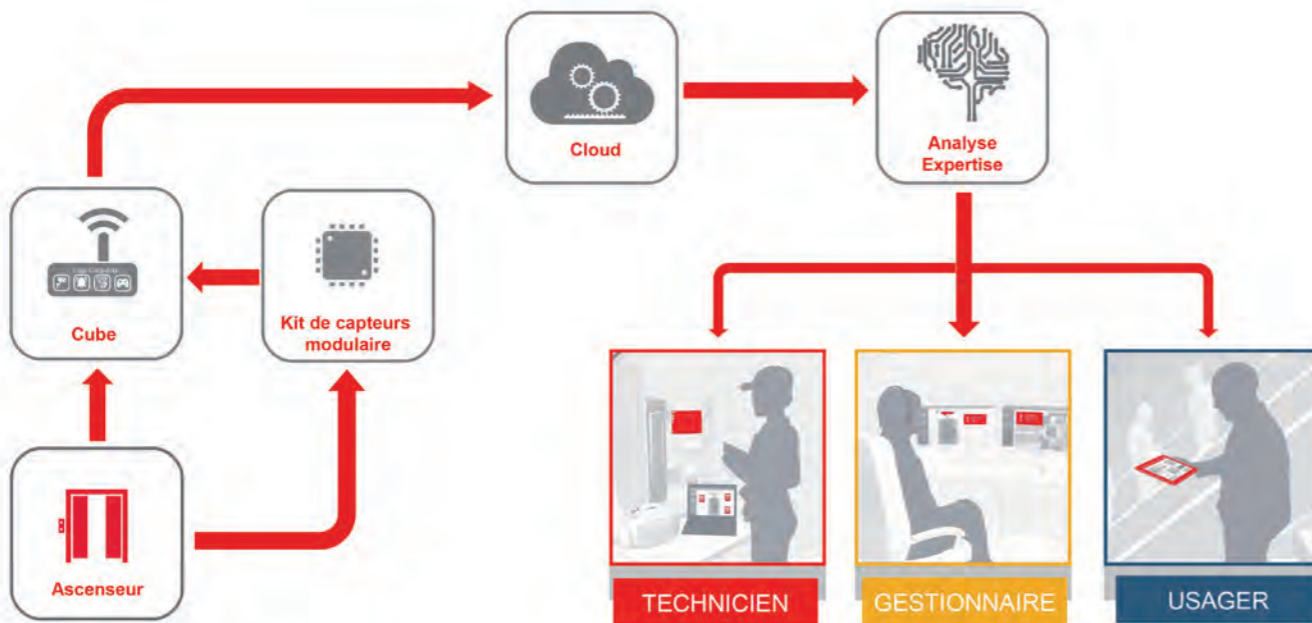 Cloud
Analyse
Expertise
Cube
Kit de capteurs
modulaire
Ascenseur
TECHNICIEN
GESTIONNAIRE
USAGER